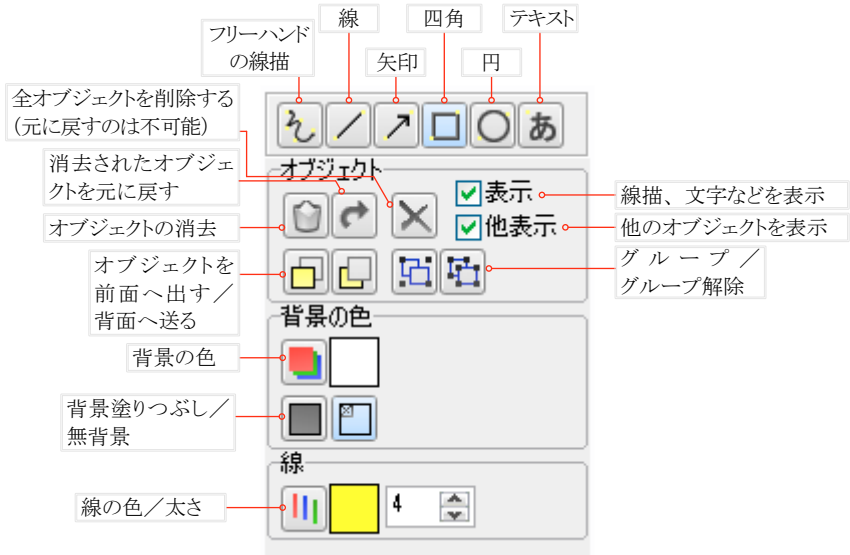 フリーハンド
の線描
線
四角
テキスト
矢印
円
全オブジェクトを削除する
(元に戻すのは不可能)
消去されたオブジェ
クトを元に戻す
オブジェクトの消去
オブジェクトを
前面へ出す／
背面へ送る
背景の色
背景塗りつぶし／
無背景
線の色／太さ
あ
オブジェクト
表示
他表示
背景の色
線
4
線描、文字などを表示
他のオブジェクトを表示
グループ／
グループ解除